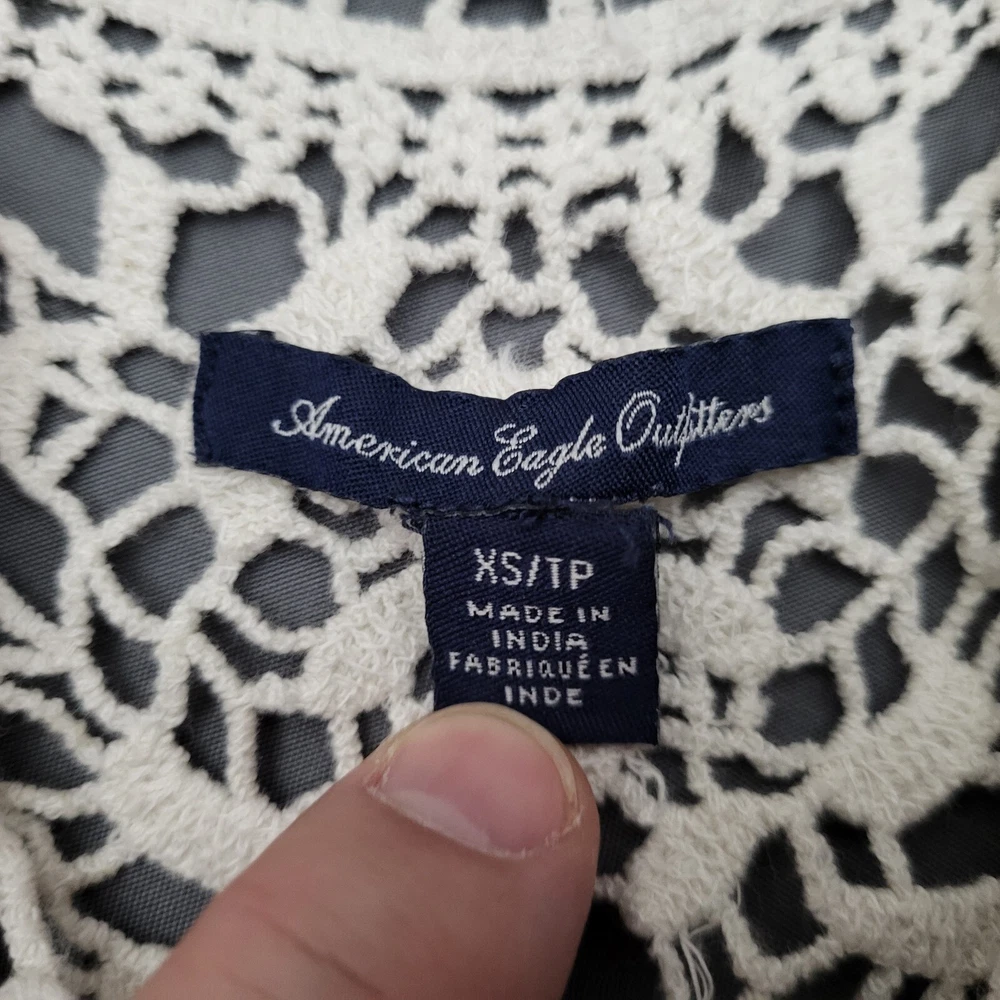 American Eagle Outfitters
XS/TP
MADE IN
INDIA
FABRIQUÉ EN
INDE